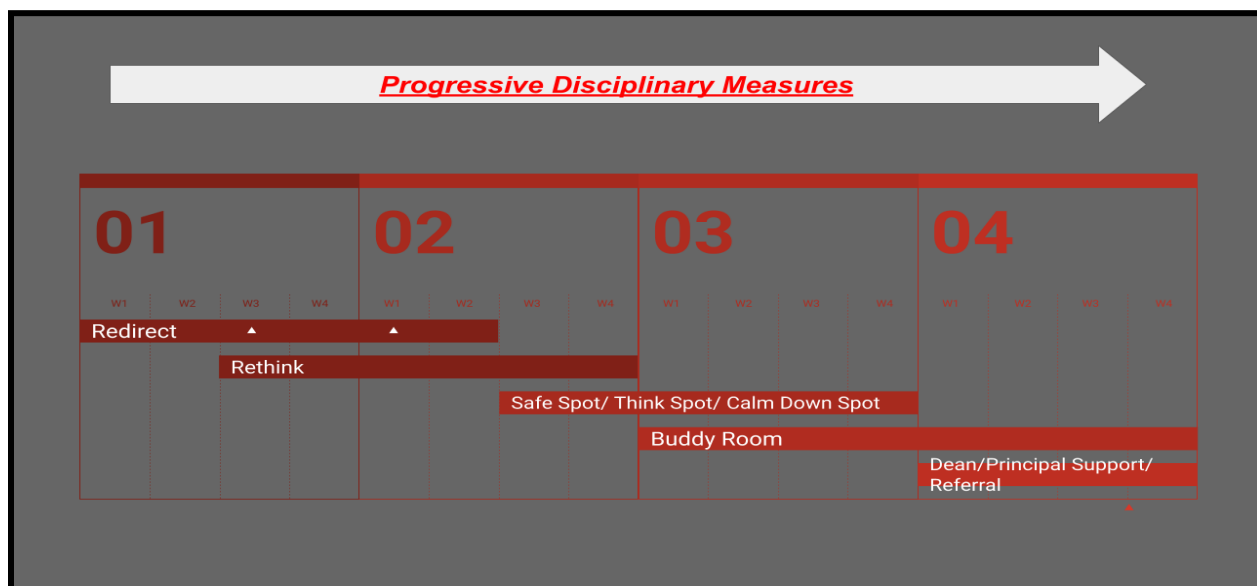 Progressive Disciplinary Measures
01 02 03 04
W1 W2 W3 W4 W1 W2 W3 W4 W1 W2 W3 W4 W1 W2 W3 W4
Redirect
Rethink
Safe Spot/ Think Spot/ Calm Down Spot
Buddy Room
Dean/Principal Support/
Referral